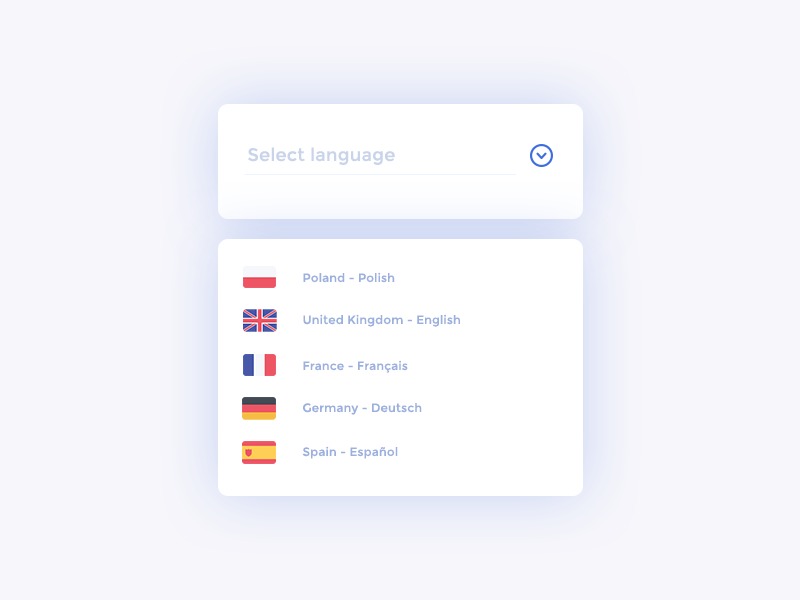 Select language
Poland - Polish
United Kingdom - English
France - Français
Germany - Deutsch
Spain - Español